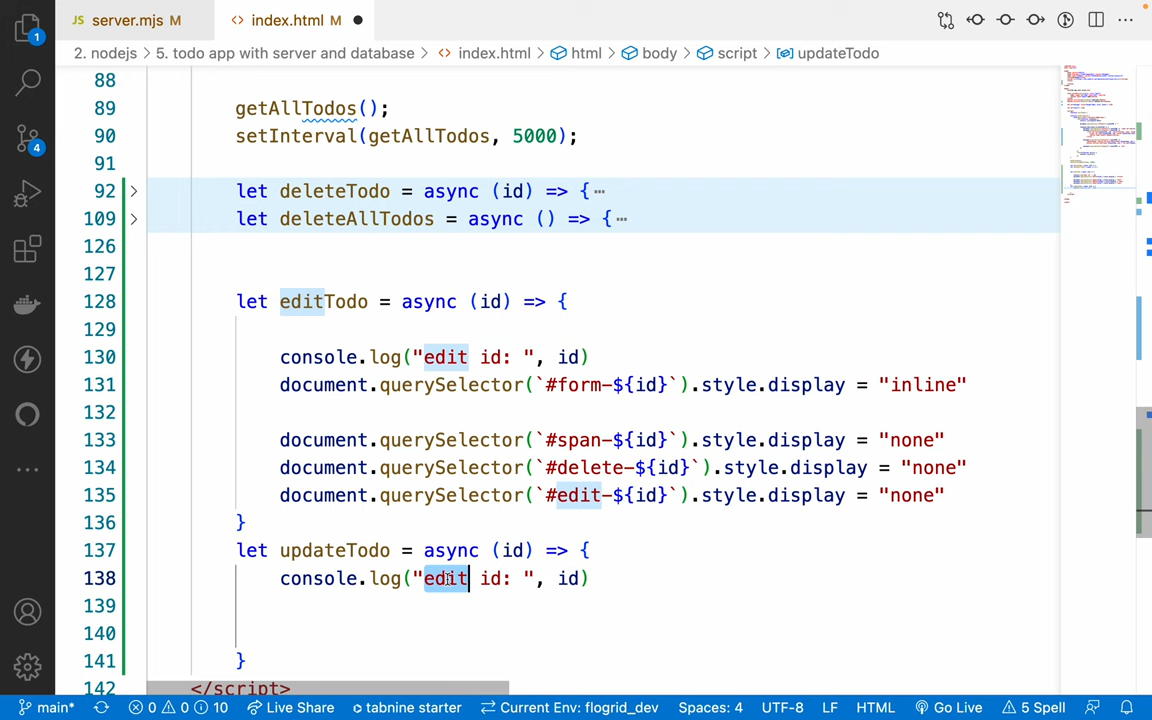 JS server.mjs M
<> index.html M ●
2. nodejs > 5. todo app with server and database > <> index.html > html > body > script > updateTodo
1
4
88
89 getAllTodos();
90 setInterval(getAllTodos, 5000);
91
92 let deleteTodo = async (id) => {⋯
109 let deleteAllTodos = async () => {⋯
126
127
128 let editTodo = async (id) => {
129
130 console.log("edit id: ", id)
131 document.querySelector(`#form-${id}`).style.display = "inline"
132
133 document.querySelector(`#span-${id}`).style.display = "none"
134 document.querySelector(`#delete-${id}`).style.display = "none"
135 document.querySelector(`#edit-${id}`).style.display = "none"
136 }
137 let updateTodo = async (id) => {
138 console.log("edit id: ", id)
139
140
141 }
142 </script>
main* 0 0 10 Live Share tabnine starter Current Env: flogrid_dev Spaces: 4 UTF-8 LF HTML Go Live 5 Spell